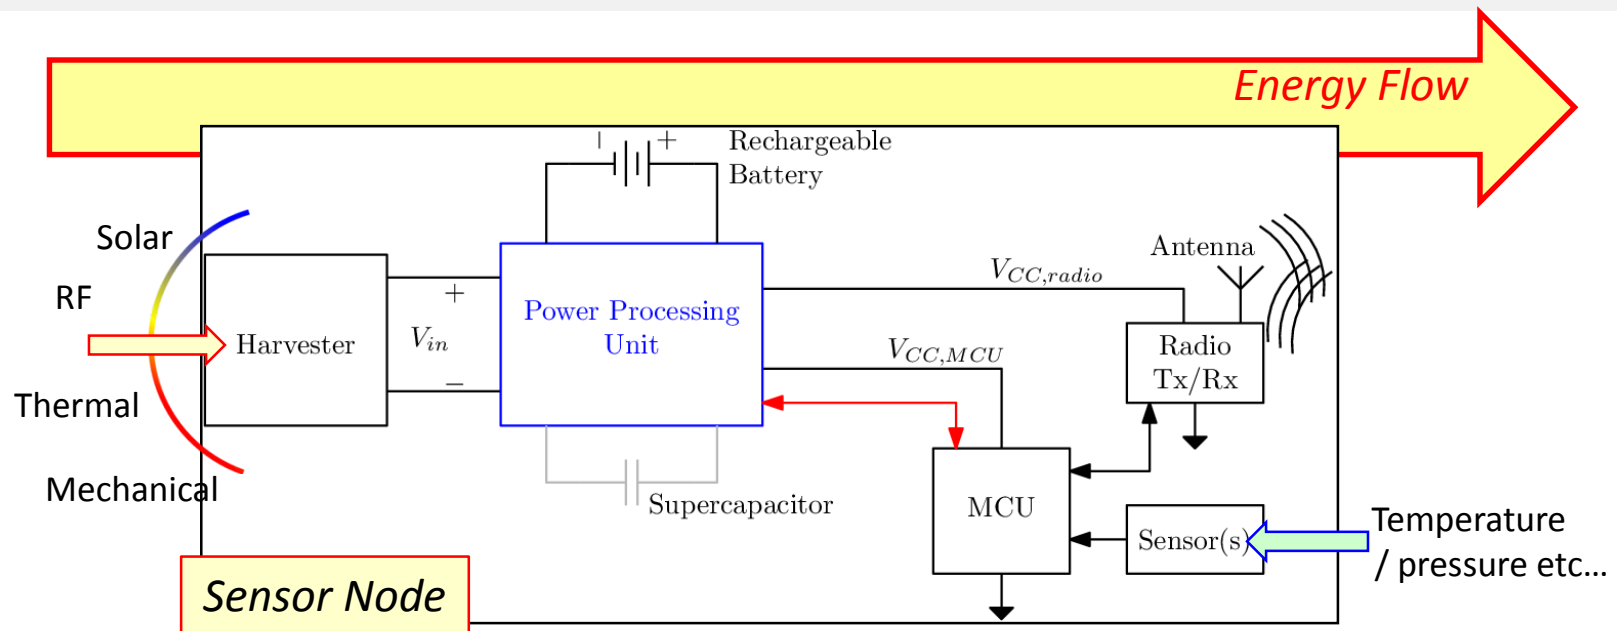 Energy Flow
Rechargeable
Battery
Solar
RF
Thermal
Mechanical
Harvester
+
V_in
−
Power Processing
Unit
Supercapacitor
V_CC,radio
V_CC,MCU
Antenna
Radio
Tx/Rx
MCU
Sensor(s)
Temperature
/ pressure etc...
Sensor Node